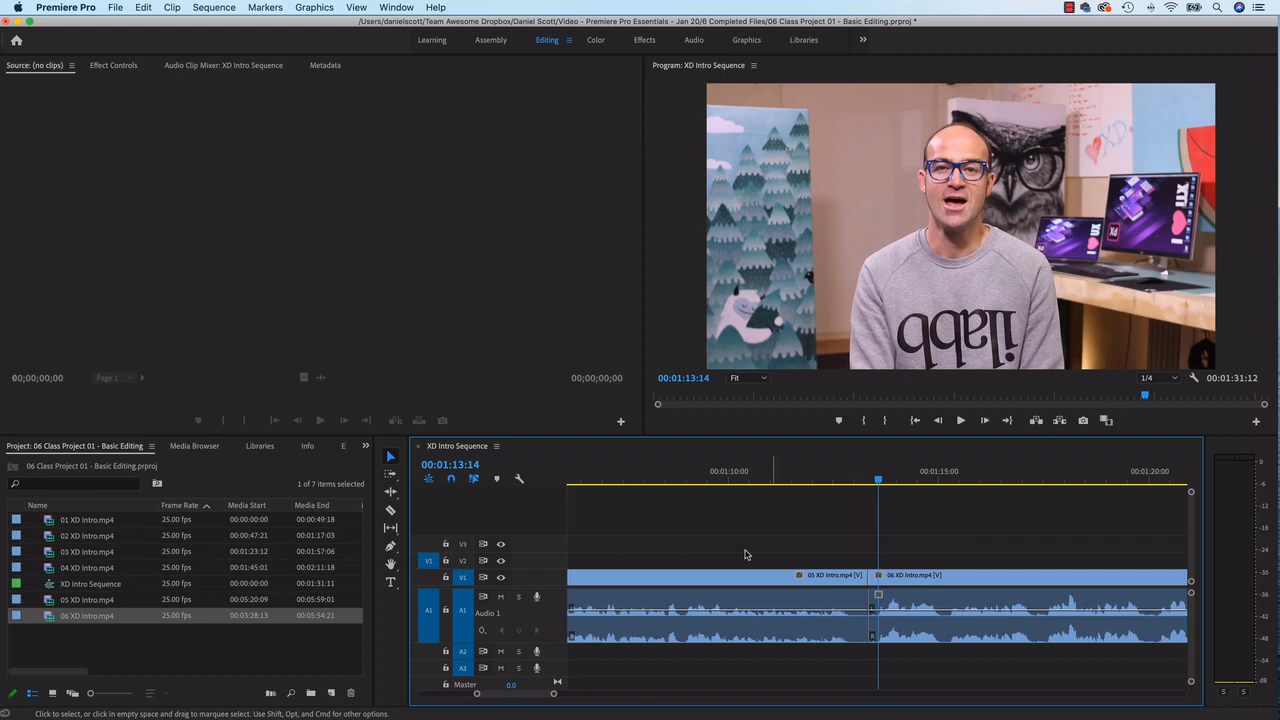 Premiere Pro File Edit Clip Sequence Markers Graphics View Window Help
/Users/danielscott/Team Awesome Dropbox/Daniel Scott/Video - Premiere Pro Essentials - Jan 20/6 Completed Files/06 Class Project 01 - Basic Editing.prproj *
Learning Assembly Editing Color Effects Audio Graphics Libraries
Source: (no clips) Effect Controls Audio Clip Mixer: XD Intro Sequence Metadata
Program: XD Intro Sequence
XD
ilabb
00;00;00;00 Page 1 00;00;00;00
00:01:13:14 Fit 1/4 00:01:31:12
Project: 06 Class Project 01 - Basic Editing Media Browser Libraries Info E
06 Class Project 01 - Basic Editing.prproj
1 of 7 items selected
Name Frame Rate Media Start Media End
01 XD Intro.mp4 25.00 fps 00:00:00:00 00:00:49:18
02 XD Intro.mp4 25.00 fps 00:00:47:21 00:01:17:03
03 XD Intro.mp4 25.00 fps 00:01:23:12 00:01:57:06
04 XD Intro.mp4 25.00 fps 00:01:45:01 00:02:11:18
XD Intro Sequence 25.00 fps 00:00:00:00 00:01:31:11
05 XD Intro.mp4 25.00 fps 00:05:20:09 00:05:59:01
06 XD Intro.mp4 25.00 fps 00:03:28:13 00:05:54:21
XD Intro Sequence
00:01:13:14
00:01:10:00 00:01:15:00 00:01:20:00
V3
V1 V2
V1
05 XD Intro.mp4 [V] 06 XD Intro.mp4 [V]
A1 A1 M S
Audio 1
A2 M S
A3 M S
Master 0.0
R R
0
-6
-12
-18
-24
-30
-36
-42
-48
-54
dB
S S
Click to select, or click in empty space and drag to marquee select. Use Shift, Opt, and Cmd for other options.